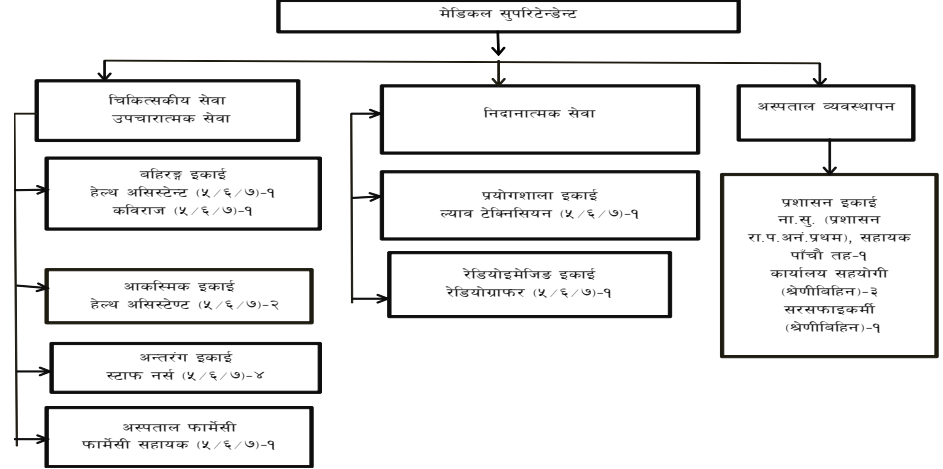 मेडिकल सुपरिटेन्डेन्ट
चिकित्सकीय सेवा
उपचारात्मक सेवा
बहिरङ्ग इकाई
हेल्थ असिस्टेन्ट (५/६/७)-१
कविराज (५/६/७)-१
आकस्मिक इकाई
हेल्थ असिस्टेण्ट (५/६/७)-२
अन्तरंग इकाई
स्टाफ नर्स (५/६/७)-४
अस्पताल फार्मेसी
फार्मेसी सहायक (५/६/७)-१
निदानात्मक सेवा
प्रयोगशाला इकाई
ल्याव टेक्निसियन (५/६/७)-१
रेडियोइमेजिङ इकाई
रेडियोग्राफर (५/६/७)-१
अस्पताल व्यवस्थापन
प्रशासन इकाई
ना.सु. (प्रशासन
रा.प.अनं.प्रथम), सहायक
पाँचौ तह-१
कार्यालय सहयोगी
(श्रेणीबिहिन)-३
सरसफाइकर्मी
(श्रेणीबिहिन)-१